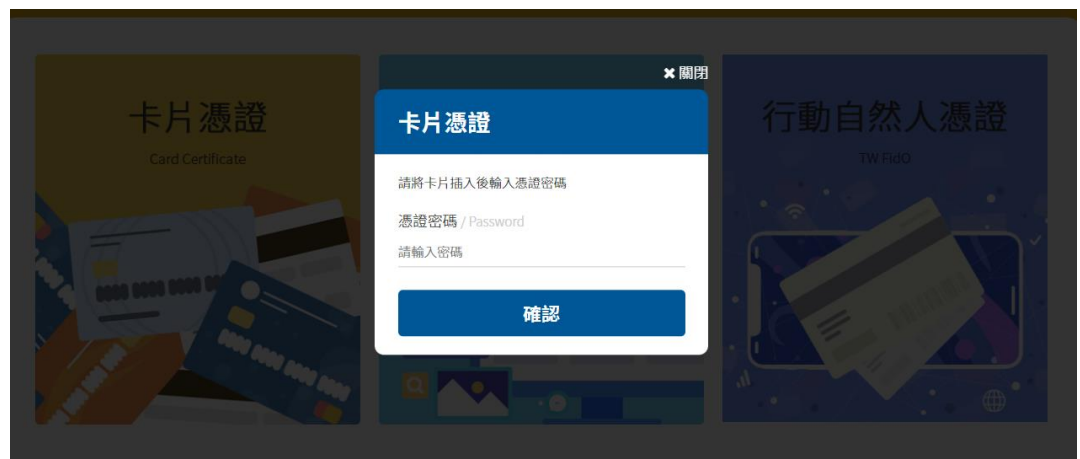 ✖ 關閉
卡片憑證
Card Certificate
卡片憑證
請將卡片插入後輸入憑證密碼
憑證密碼 / Password
請輸入密碼
確認
行動自然人憑證
TW FidO